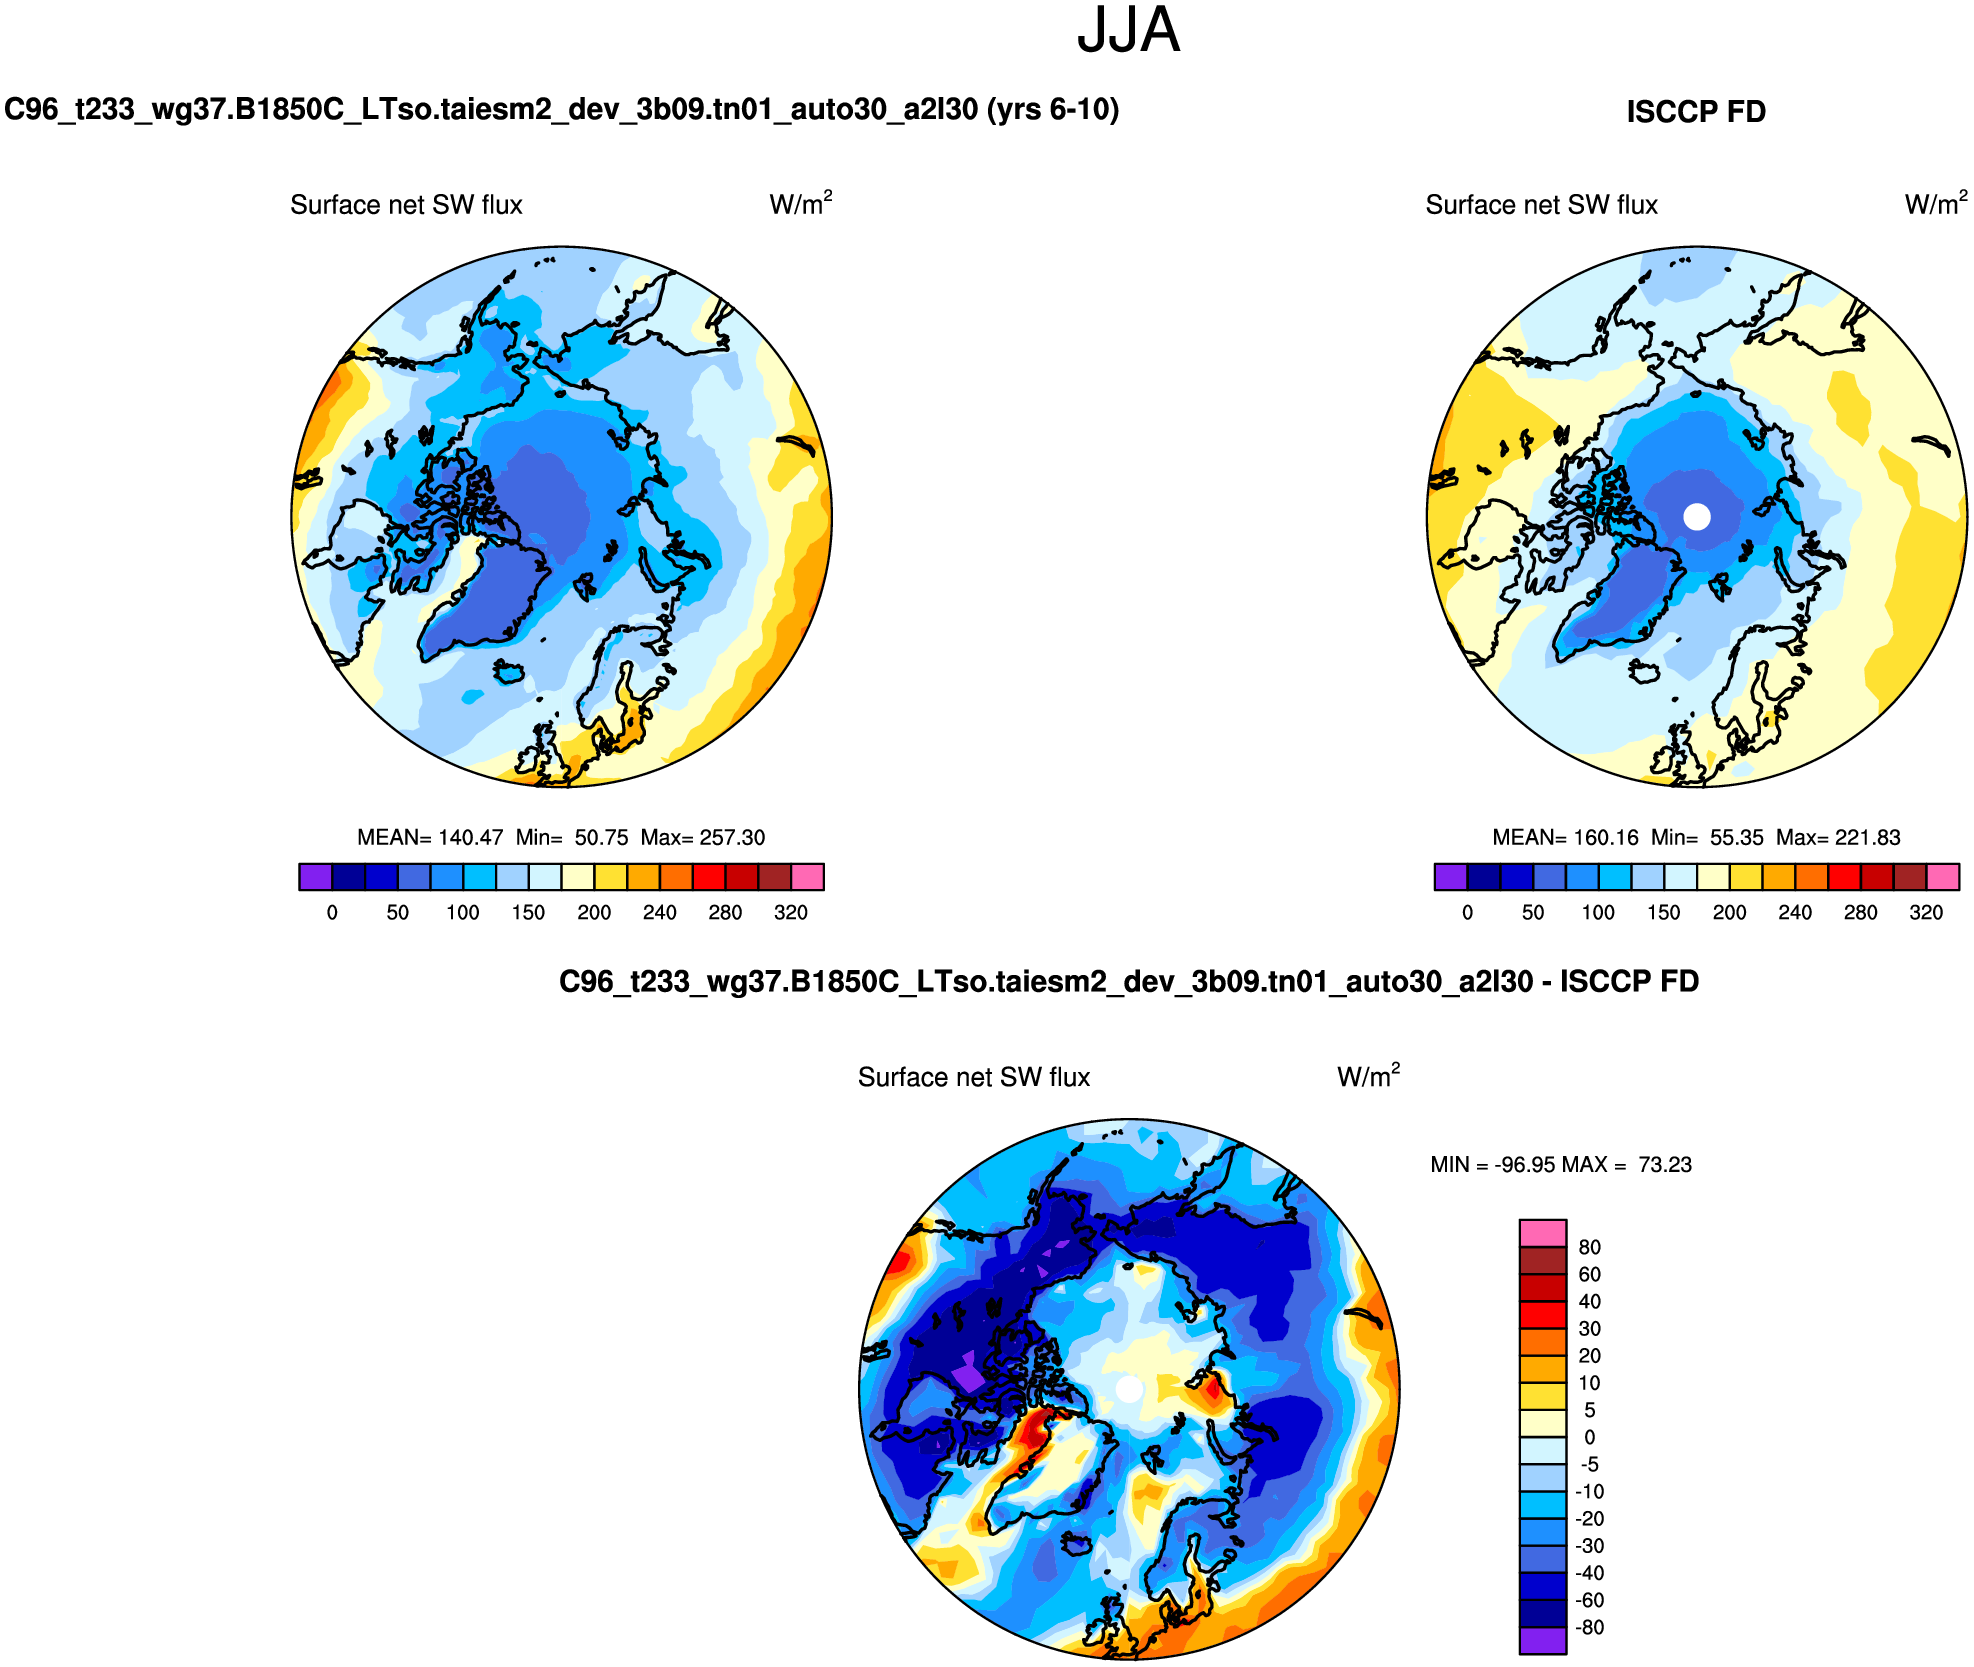 JJA
C96_t233_wg37.B1850C_LTso.taiesm2_dev_3b09.tn01_auto30_a2l30 (yrs 6-10)
ISCCP FD
Surface net SW flux W/m²
Surface net SW flux W/m²
MEAN= 140.47 Min= 50.75 Max= 257.30
MEAN= 160.16 Min= 55.35 Max= 221.83
0 50 100 150 200 240 280 320
0 50 100 150 200 240 280 320
C96_t233_wg37.B1850C_LTso.taiesm2_dev_3b09.tn01_auto30_a2l30 - ISCCP FD
Surface net SW flux W/m²
MIN = -96.95 MAX = 73.23
80
60
40
30
20
10
5
0
-5
-10
-20
-30
-40
-60
-80